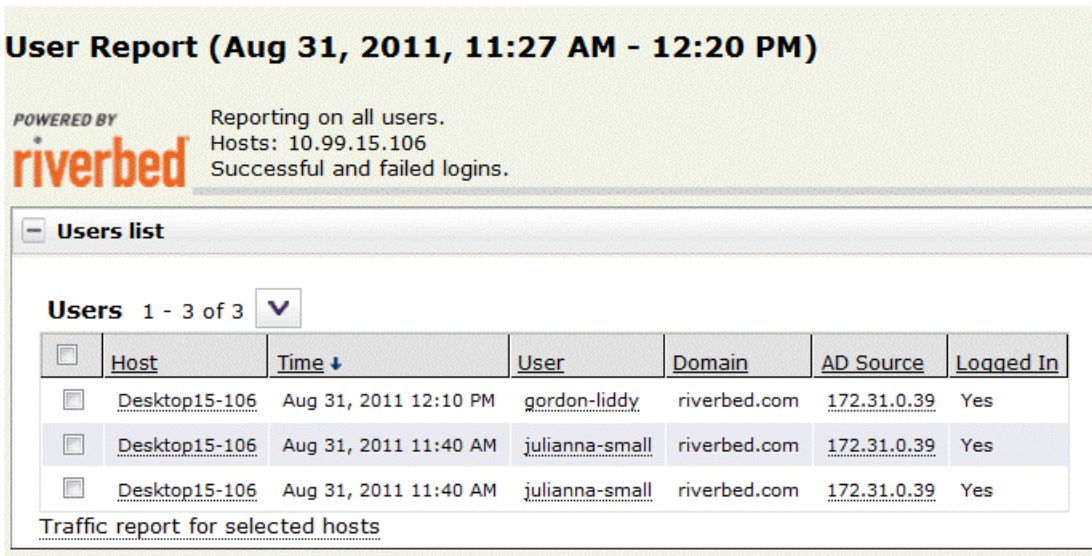 User Report (Aug 31, 2011, 11:27 AM - 12:20 PM)
POWERED BY
riverbed
Reporting on all users.
Hosts: 10.99.15.106
Successful and failed logins.
Users list
Users 1 - 3 of 3
Host Time User Domain AD Source Logged In
Desktop15-106 Aug 31, 2011 12:10 PM gordon-liddy riverbed.com 172.31.0.39 Yes
Desktop15-106 Aug 31, 2011 11:40 AM julianna-small riverbed.com 172.31.0.39 Yes
Desktop15-106 Aug 31, 2011 11:40 AM julianna-small riverbed.com 172.31.0.39 Yes
Traffic report for selected hosts